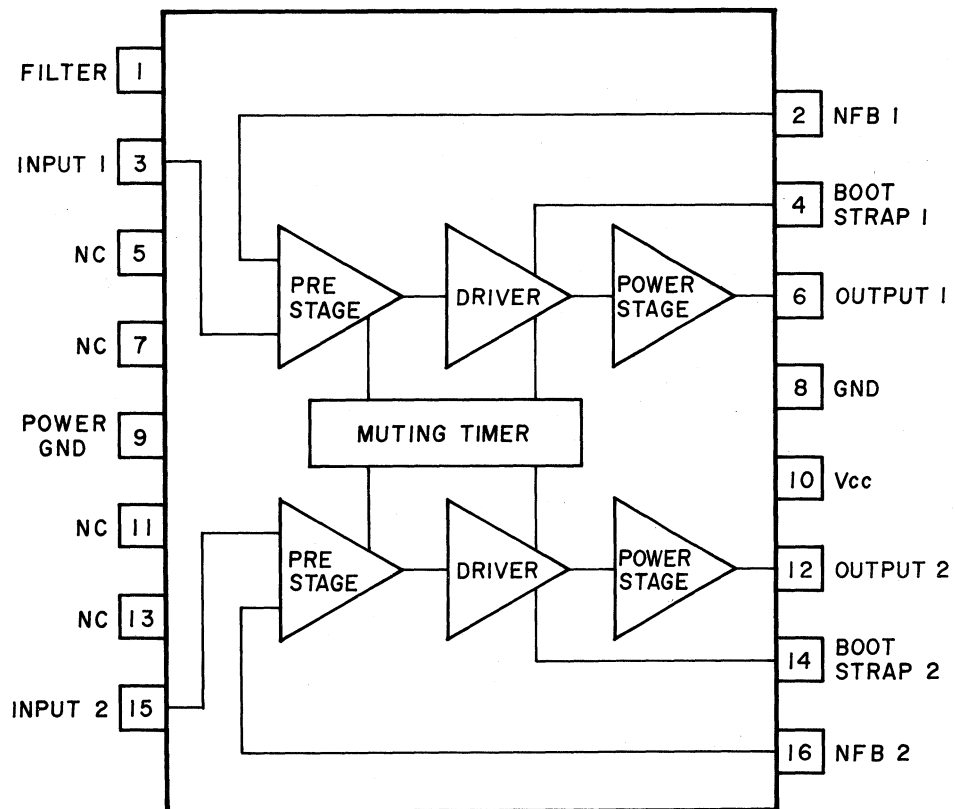 FILTER 1
2 NFB 1
INPUT 1 3
4 BOOT
STRAP 1
NC 5
PRE
STAGE
DRIVER
POWER
STAGE
6 OUTPUT 1
NC 7
8 GND
POWER
GND 9
MUTING TIMER
10 Vcc
NC 11
PRE
STAGE
DRIVER
POWER
STAGE
12 OUTPUT 2
NC 13
14 BOOT
STRAP 2
INPUT 2 15
16 NFB 2